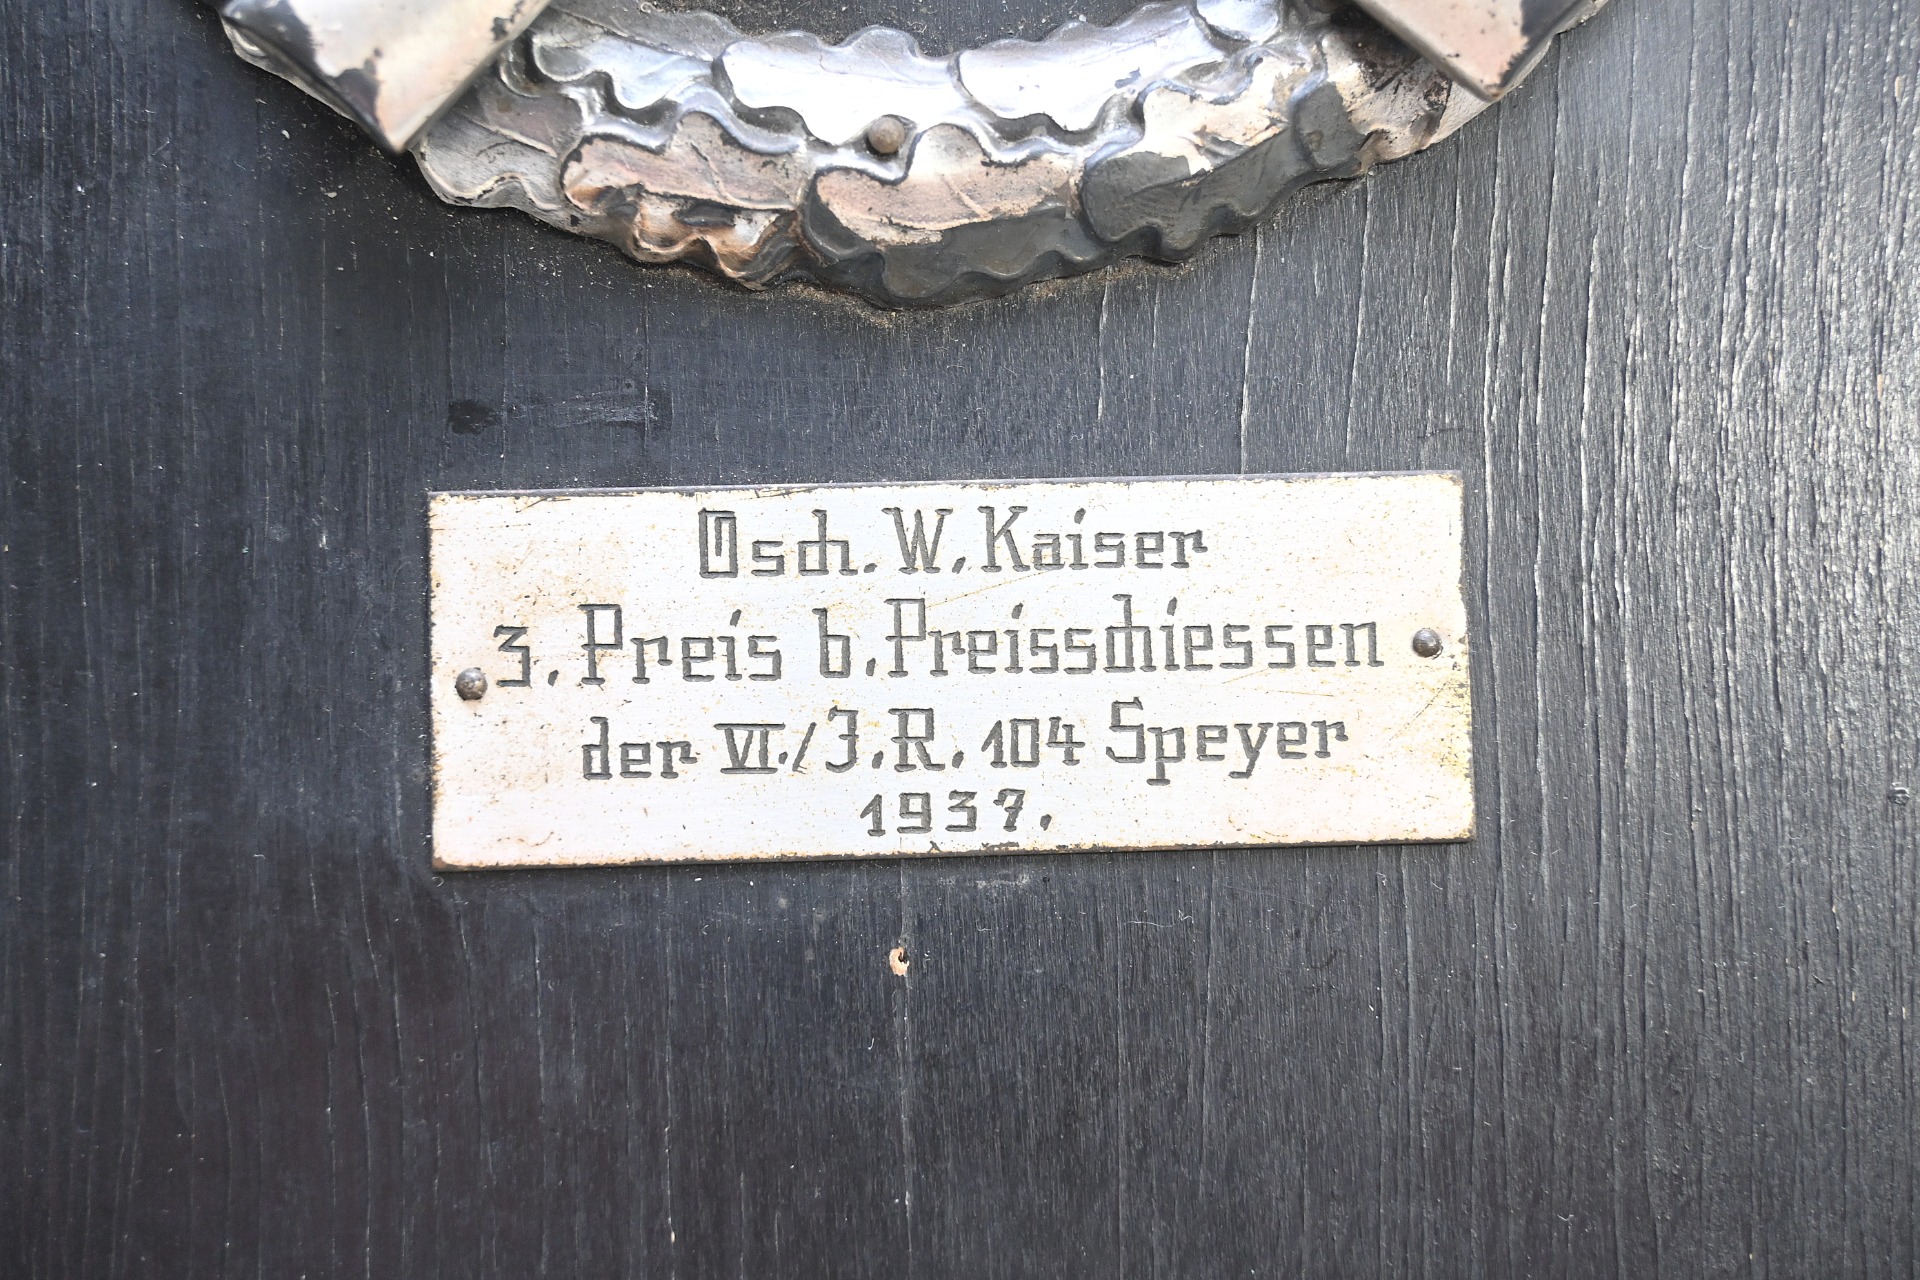 Osch. W. Kaiser
3. Preis b. Preisschiessen
der VI./J.R. 104 Speyer
1937.